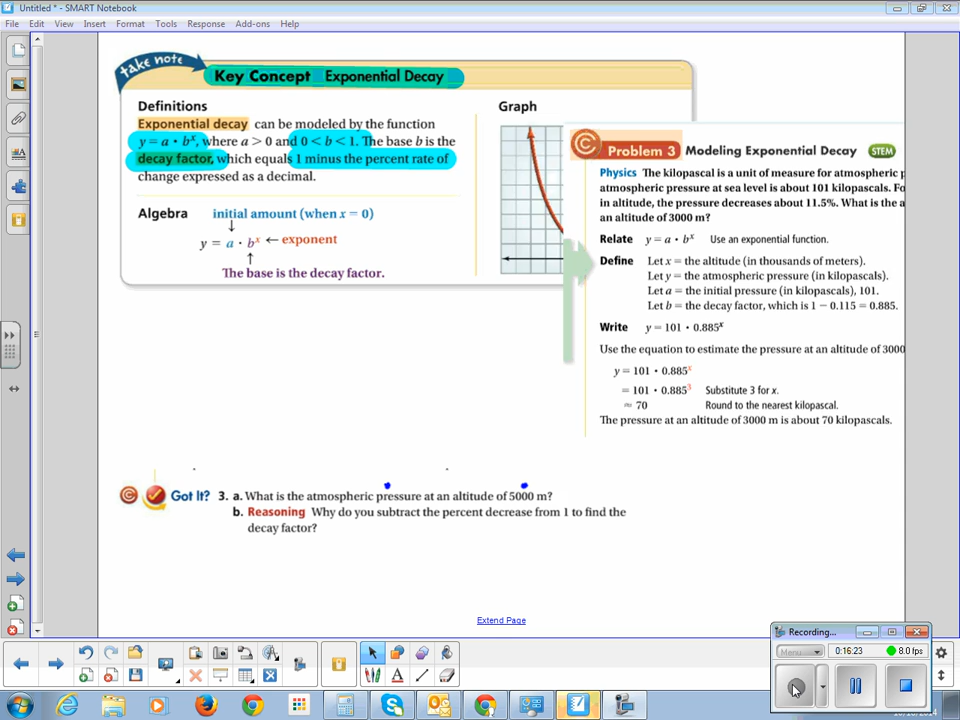 Untitled * - SMART Notebook
File Edit View Insert Format Tools Response Add-ons Help
take note
Key Concept Exponential Decay
Definitions
Exponential decay can be modeled by the function
y = a · bˣ, where a > 0 and 0 < b < 1. The base b is the
decay factor, which equals 1 minus the percent rate of
change expressed as a decimal.
Algebra
initial amount (when x = 0)
y = a · bˣ ← exponent
The base is the decay factor.
Graph
Problem 3 Modeling Exponential Decay STEM
Physics The kilopascal is a unit of measure for atmospheric p
atmospheric pressure at sea level is about 101 kilopascals. Fo
in altitude, the pressure decreases about 11.5%. What is the a
an altitude of 3000 m?
Relate y = a · bˣ Use an exponential function.
Define Let x = the altitude (in thousands of meters).
Let y = the atmospheric pressure (in kilopascals).
Let a = the initial pressure (in kilopascals), 101.
Let b = the decay factor, which is 1 − 0.115 = 0.885.
Write y = 101 · 0.885ˣ
Use the equation to estimate the pressure at an altitude of 3000
y = 101 · 0.885ˣ
= 101 · 0.885³ Substitute 3 for x.
≈ 70 Round to the nearest kilopascal.
The pressure at an altitude of 3000 m is about 70 kilopascals.
Got It? 3. a. What is the atmospheric pressure at an altitude of 5000 m?
b. Reasoning Why do you subtract the percent decrease from 1 to find the
decay factor?
Extend Page
Recording...
Menu 0:16:23 8.0 fps